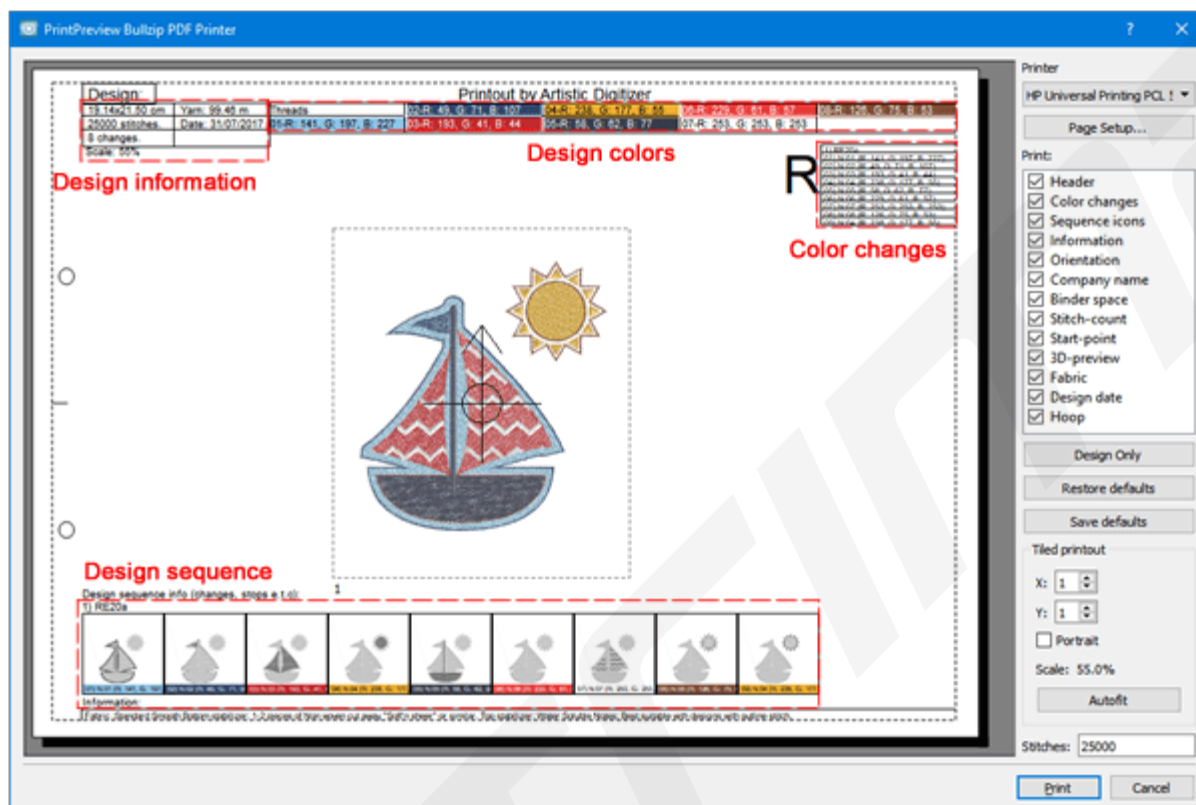 PrintPreview Bullzip PDF Printer
Design:
Printout by Artistic Digitizer
19.14x21.50 cm Yarn: 99.48 m Threads 02-R: 49, G: 71, B: 107 04-R: 238, G: 177, B: 55 06-R: 229, G: 61, B: 57 08-R: 126, G: 75, B: 53
25000 stitches. Date: 31/07/2017 01-R: 141, G: 197, B: 227 03-R: 193, G: 41, B: 44 05-R: 58, G: 62, B: 77 07-R: 253, G: 253, B: 253
8 changes.
Scale: 55%
Design information
Design colors
R
1) RE20a
Color changes
Design sequence
1
Design sequence info (changes, stops e.t.c):
1) RE20a
Information:
Printer
HP Universal Printing PCL
Page Setup...
Print:
Header
Color changes
Sequence icons
Information
Orientation
Company name
Binder space
Stitch-count
Start-point
3D-preview
Fabric
Design date
Hoop
Design Only
Restore defaults
Save defaults
Tiled printout
X: 1
Y: 1
Portrait
Scale: 55.0%
Autofit
Stitches: 25000
Print Cancel